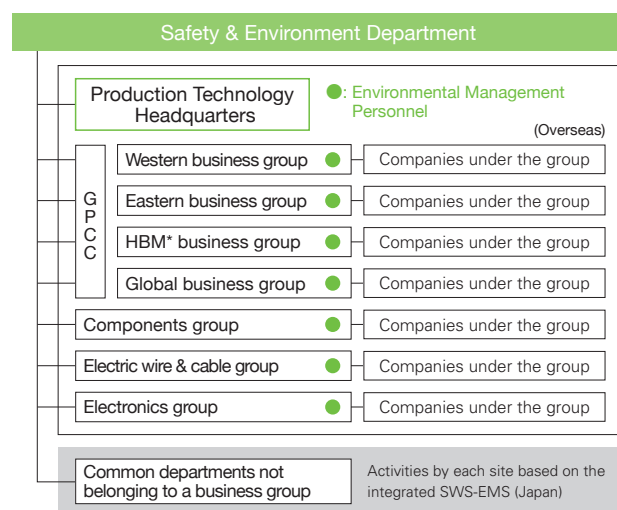 Safety & Environment Department
Production Technology
Headquarters
●: Environmental Management
Personnel
(Overseas)
GPCC
Western business group
Companies under the group
Eastern business group
Companies under the group
HBM* business group
Companies under the group
Global business group
Companies under the group
Components group
Companies under the group
Electric wire & cable group
Companies under the group
Electronics group
Companies under the group
Common departments not
belonging to a business group
Activities by each site based on the
integrated SWS-EMS (Japan)